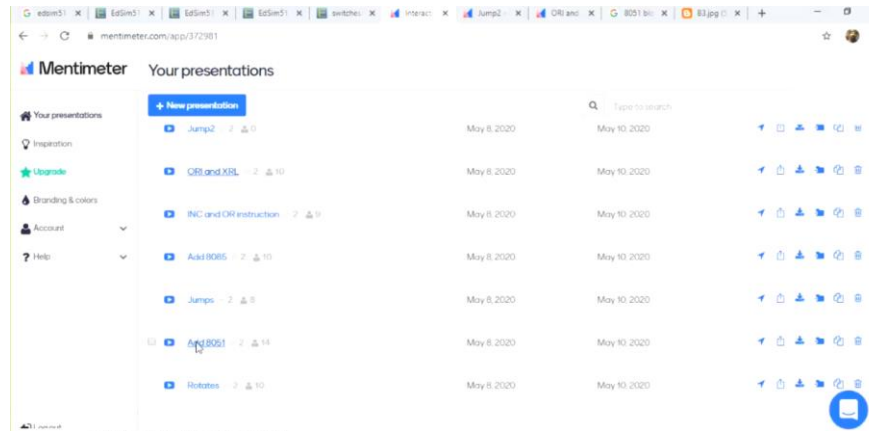 G edsim51 × EdSim51 × EdSim51 × EdSim51 × switches × Interact × Jump2 - × ORI and × G 8051 blo × 83.jpg (1 × +
mentimeter.com/app/372981
Mentimeter Your presentations
+ New presentation Type to search
Your presentations
Jump2 2 0 May 8, 2020 May 10, 2020
Inspiration
Upgrade ORI and XRL 2 10 May 8, 2020 May 10, 2020
Branding & colors
INC and OR instruction 2 9 May 8, 2020 May 10, 2020
Account
? Help Add 8085 2 10 May 8, 2020 May 10, 2020
Jumps 2 8 May 8, 2020 May 10, 2020
Add 8051 2 14 May 8, 2020 May 10, 2020
Rotates 2 10 May 8, 2020 May 10, 2020
Logout